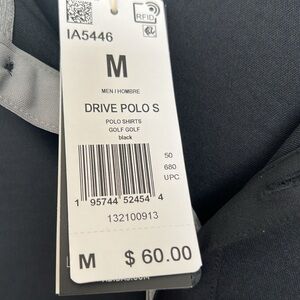 RFID
IA5446
M
MEN / HOMBRE
DRIVE POLO S
POLO SHIRTS
GOLF GOLF
black
50
680
UPC
1 95744 52454 4
132100913
M $ 60.00